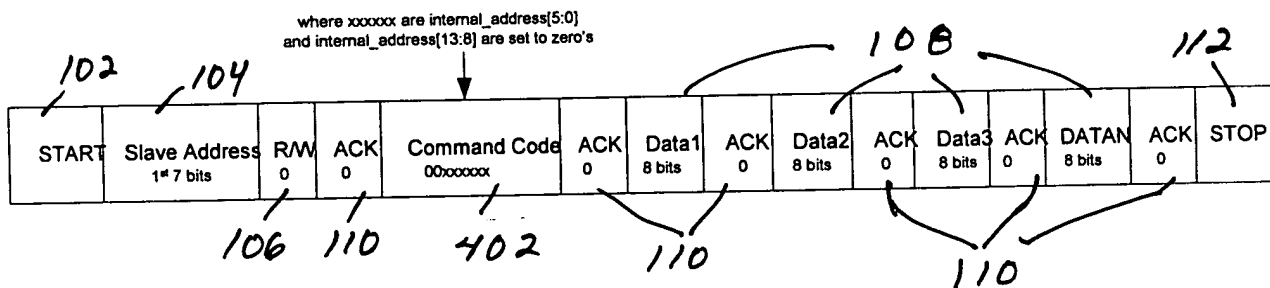 where xxxxxx are internal_address[5:0]
and internal_address[13:8] are set to zero's
102 104 108 112
START Slave Address R/W ACK Command Code ACK Data1 ACK Data2 ACK Data3 ACK DATAN ACK STOP
1st 7 bits 0 0 00xxxxxx 0 8 bits 0 8 bits 0 8 bits 0 8 bits 0
106 110 402 110 110